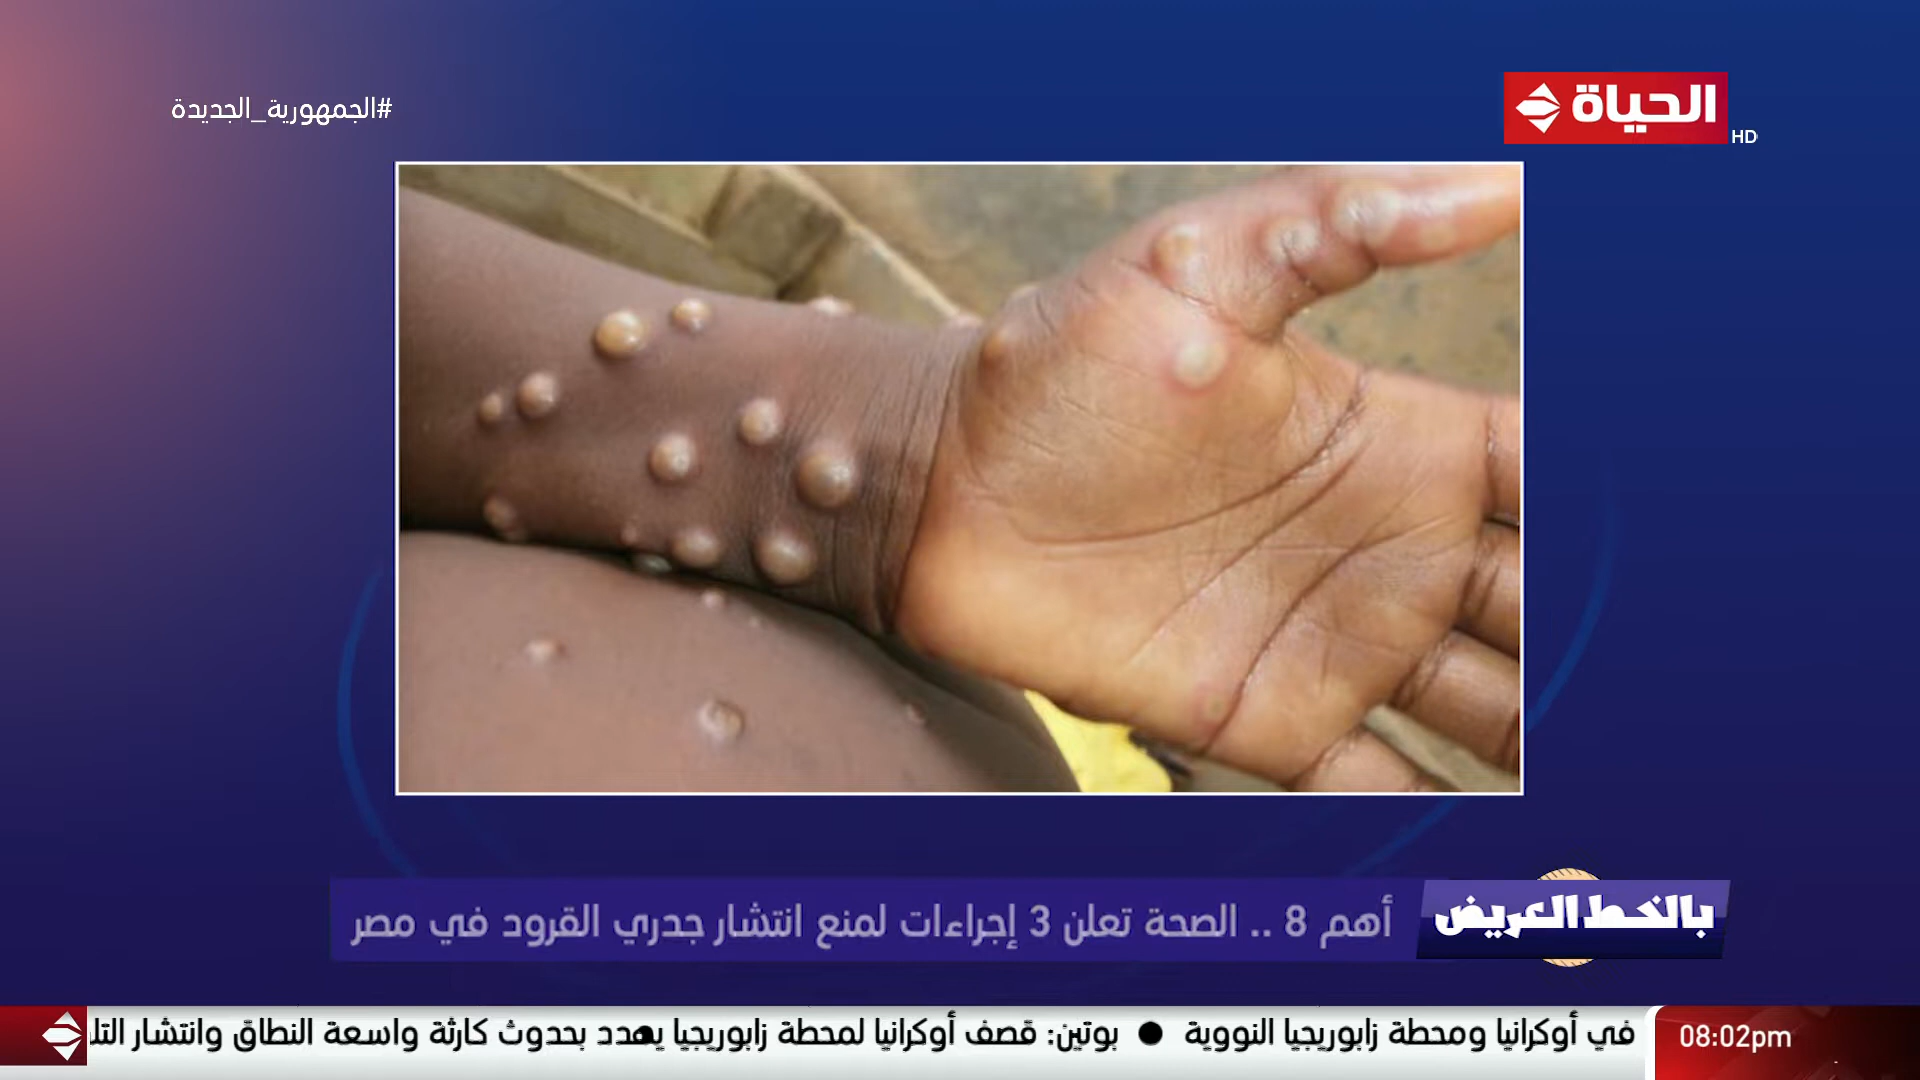 #الجمهورية_الجديدة
الحياة
HD
بالخط العريض
أهم 8 .. الصحة تعلن 3 إجراءات لمنع انتشار جدري القرود في مصر
08:02pm
في أوكرانيا ومحطة زابوريجيا النووية ● بوتين: قصف أوكرانيا لمحطة زابوريجيا يهدد بحدوث كارثة واسعة النطاق وانتشار